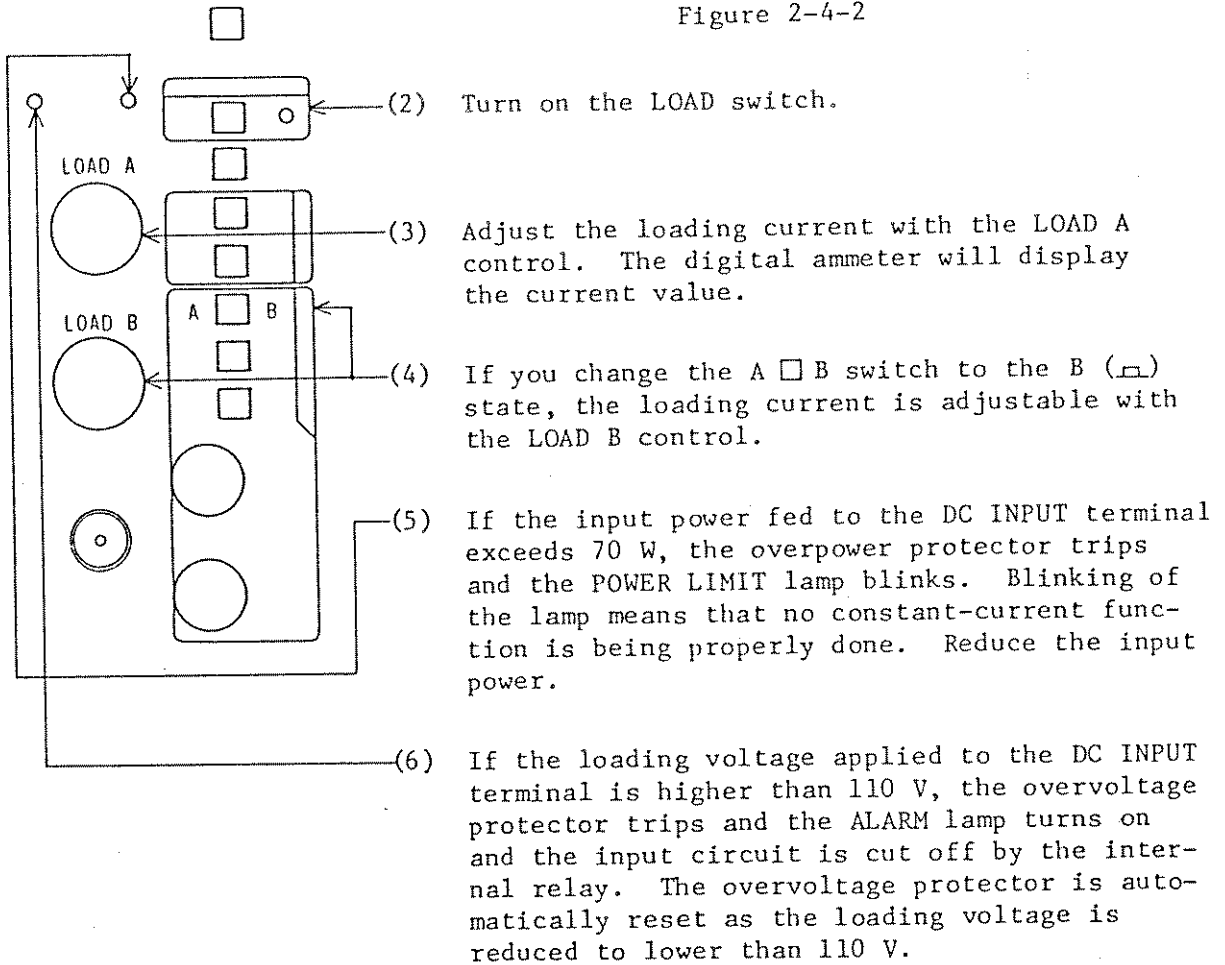 Figure 2-4-2
(2) Turn on the LOAD switch.
LOAD A
(3) Adjust the loading current with the LOAD A
control. The digital ammeter will display
the current value.
A □ B
LOAD B
(4) If you change the A □ B switch to the B (⎍)
state, the loading current is adjustable with
the LOAD B control.
(5) If the input power fed to the DC INPUT terminal
exceeds 70 W, the overpower protector trips
and the POWER LIMIT lamp blinks. Blinking of
the lamp means that no constant-current func-
tion is being properly done. Reduce the input
power.
(6) If the loading voltage applied to the DC INPUT
terminal is higher than 110 V, the overvoltage
protector trips and the ALARM lamp turns on
and the input circuit is cut off by the inter-
nal relay. The overvoltage protector is auto-
matically reset as the loading voltage is
reduced to lower than 110 V.